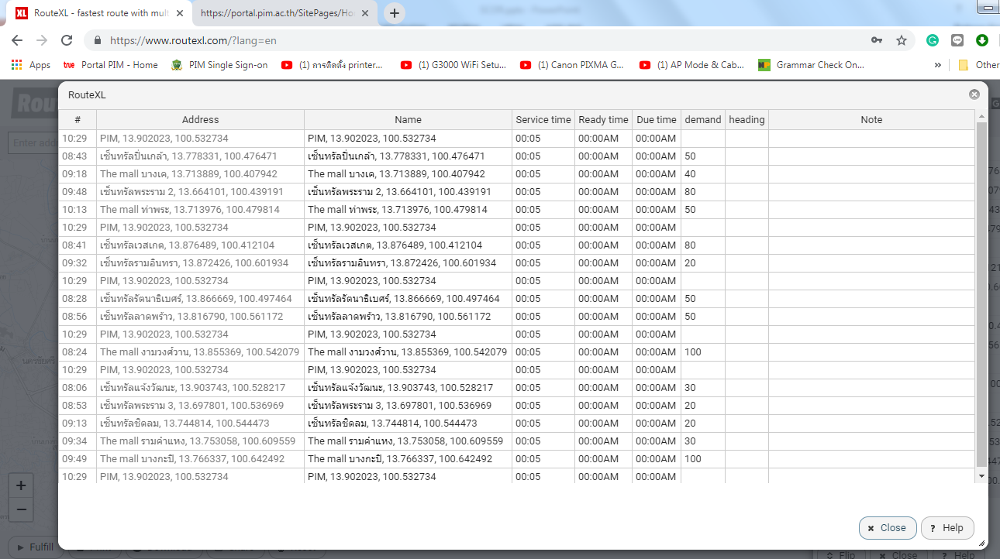 XL RouteXL - fastest route with mult
https://portal.pim.ac.th/SitePages/Ho
https://www.routexl.com/?lang=en
Apps true Portal PIM - Home PIM Single Sign-on (1) การติดตั้ง printer... (1) G3000 WiFi Setu... (1) Canon PIXMA G... (1) AP Mode & Cab... Grammar Check On... » Other
RouteXL
# Address Name Service time Ready time Due time demand heading Note
10:29 PIM, 13.902023, 100.532734 PIM, 13.902023, 100.532734 00:05 00:00AM 00:00AM
08:43 เซ็นทรัลปิ่นเกล้า, 13.778331, 100.476471 เซ็นทรัลปิ่นเกล้า, 13.778331, 100.476471 00:05 00:00AM 00:00AM 50
09:18 The mall บางเค, 13.713889, 100.407942 The mall บางเค, 13.713889, 100.407942 00:05 00:00AM 00:00AM 40
09:48 เซ็นทรัลพระราม 2, 13.664101, 100.439191 เซ็นทรัลพระราม 2, 13.664101, 100.439191 00:05 00:00AM 00:00AM 80
10:13 The mall ท่าพระ, 13.713976, 100.479814 The mall ท่าพระ, 13.713976, 100.479814 00:05 00:00AM 00:00AM 50
10:29 PIM, 13.902023, 100.532734 PIM, 13.902023, 100.532734 00:05 00:00AM 00:00AM
08:41 เซ็นทรัลเวสเกต, 13.876489, 100.412104 เซ็นทรัลเวสเกต, 13.876489, 100.412104 00:05 00:00AM 00:00AM 80
09:32 เซ็นทรัลรามอินทรา, 13.872426, 100.601934 เซ็นทรัลรามอินทรา, 13.872426, 100.601934 00:05 00:00AM 00:00AM 20
10:29 PIM, 13.902023, 100.532734 PIM, 13.902023, 100.532734 00:05 00:00AM 00:00AM
08:28 เซ็นทรัลรัตนาธิเบศร์, 13.866669, 100.497464 เซ็นทรัลรัตนาธิเบศร์, 13.866669, 100.497464 00:05 00:00AM 00:00AM 50
08:56 เซ็นทรัลลาดพร้าว, 13.816790, 100.561172 เซ็นทรัลลาดพร้าว, 13.816790, 100.561172 00:05 00:00AM 00:00AM 50
10:29 PIM, 13.902023, 100.532734 PIM, 13.902023, 100.532734 00:05 00:00AM 00:00AM
08:24 The mall งามวงศ์วาน, 13.855369, 100.542079 The mall งามวงศ์วาน, 13.855369, 100.542079 00:05 00:00AM 00:00AM 100
10:29 PIM, 13.902023, 100.532734 PIM, 13.902023, 100.532734 00:05 00:00AM 00:00AM
08:06 เซ็นทรัลแจ้งวัฒนะ, 13.903743, 100.528217 เซ็นทรัลแจ้งวัฒนะ, 13.903743, 100.528217 00:05 00:00AM 00:00AM 30
08:53 เซ็นทรัลพระราม 3, 13.697801, 100.536969 เซ็นทรัลพระราม 3, 13.697801, 100.536969 00:05 00:00AM 00:00AM 20
09:13 เซ็นทรัลชิดลม, 13.744814, 100.544473 เซ็นทรัลชิดลม, 13.744814, 100.544473 00:05 00:00AM 00:00AM 20
09:34 The mall รามคำแหง, 13.753058, 100.609559 The mall รามคำแหง, 13.753058, 100.609559 00:05 00:00AM 00:00AM 30
09:49 The mall บางกะปิ, 13.766337, 100.642492 The mall บางกะปิ, 13.766337, 100.642492 00:05 00:00AM 00:00AM 100
10:29 PIM, 13.902023, 100.532734 PIM, 13.902023, 100.532734 00:05 00:00AM 00:00AM
Close ? Help
Fulfill
Flip Close ? Help